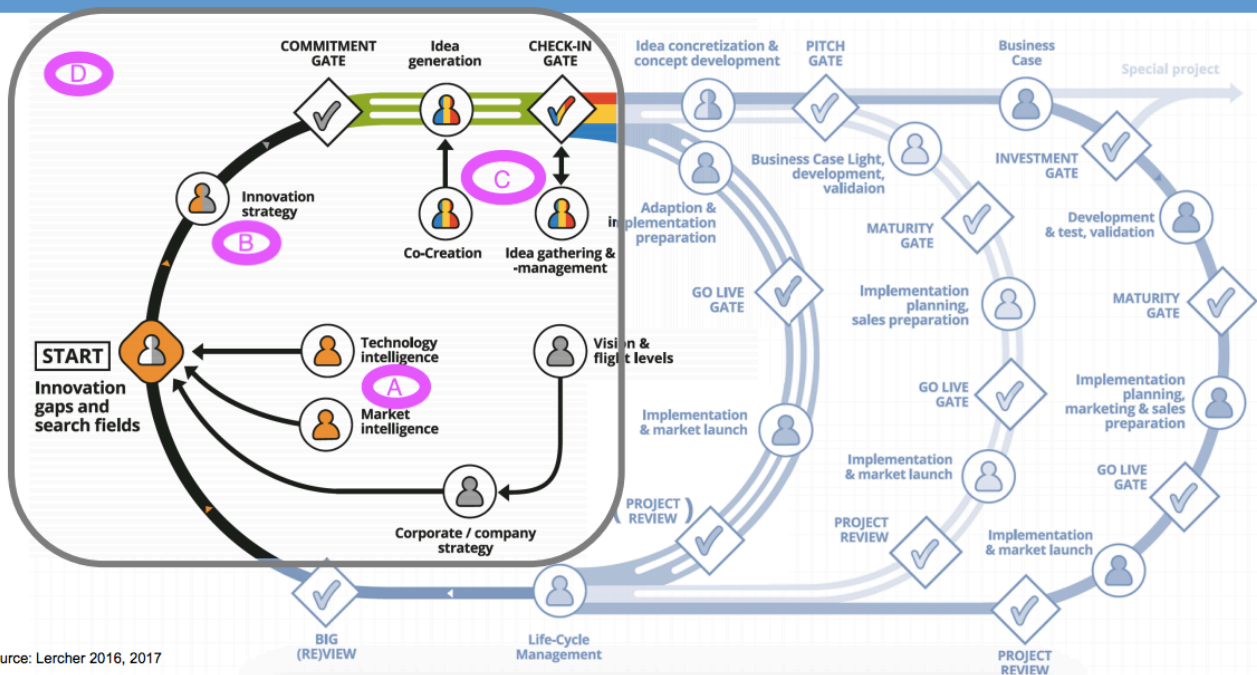 D
COMMITMENT
GATE
Idea
generation
CHECK-IN
GATE
Idea concretization &
concept development
PITCH
GATE
Business
Case
Special project
Innovation
strategy
B
C
Co-Creation
Idea gathering &
-management
Adaption &
implementation
preparation
Business Case Light,
development,
validaion
INVESTMENT
GATE
MATURITY
GATE
Development
& test, validation
GO LIVE
GATE
Implementation
planning,
sales preparation
MATURITY
GATE
START
Innovation
gaps and
search fields
Technology
intelligence
A
Market
intelligence
Vision &
flight levels
Corporate / company
strategy
Implementation
& market launch
GO LIVE
GATE
Implementation
planning,
marketing & sales
preparation
Implementation
& market launch
GO LIVE
GATE
( PROJECT
REVIEW )
PROJECT
REVIEW
Implementation
& market launch
BIG
(RE)VIEW
Life-Cycle
Management
PROJECT
REVIEW
urce: Lercher 2016, 2017